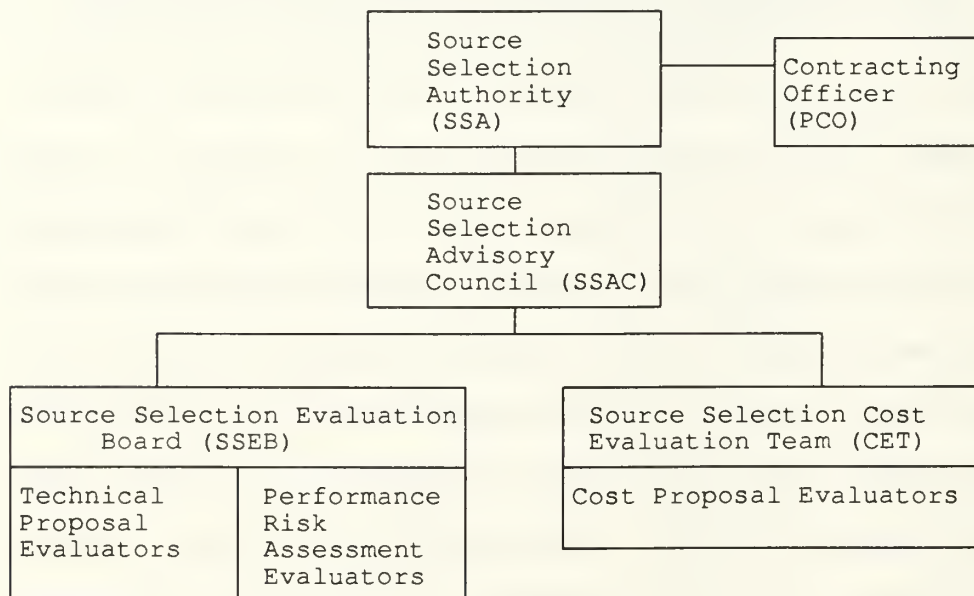 Source
Selection
Authority
(SSA)
Contracting
Officer
(PCO)
Source
Selection
Advisory
Council (SSAC)
Source Selection Evaluation
Board (SSEB)
Technical
Proposal
Evaluators
Performance
Risk
Assessment
Evaluators
Source Selection Cost
Evaluation Team (CET)
Cost Proposal Evaluators